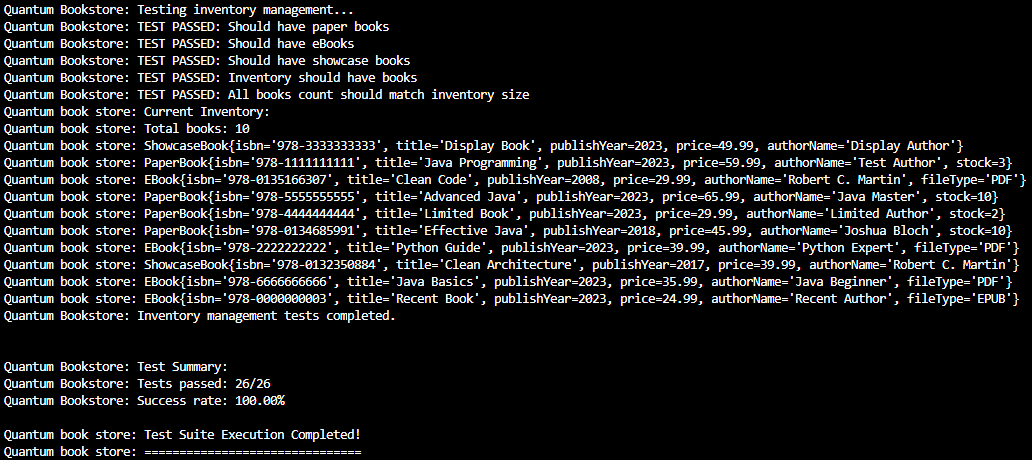 Quantum Bookstore: Testing inventory management...
Quantum Bookstore: TEST PASSED: Should have paper books
Quantum Bookstore: TEST PASSED: Should have eBooks
Quantum Bookstore: TEST PASSED: Should have showcase books
Quantum Bookstore: TEST PASSED: Inventory should have books
Quantum Bookstore: TEST PASSED: All books count should match inventory size
Quantum book store: Current Inventory:
Quantum book store: Total books: 10
Quantum book store: ShowcaseBook{isbn='978-3333333333', title='Display Book', publishYear=2023, price=49.99, authorName='Display Author'}
Quantum book store: PaperBook{isbn='978-1111111111', title='Java Programming', publishYear=2023, price=59.99, authorName='Test Author', stock=3}
Quantum book store: EBook{isbn='978-0135166307', title='Clean Code', publishYear=2008, price=29.99, authorName='Robert C. Martin', fileType='PDF'}
Quantum book store: PaperBook{isbn='978-5555555555', title='Advanced Java', publishYear=2023, price=65.99, authorName='Java Master', stock=10}
Quantum book store: PaperBook{isbn='978-4444444444', title='Limited Book', publishYear=2023, price=29.99, authorName='Limited Author', stock=2}
Quantum book store: PaperBook{isbn='978-0134685991', title='Effective Java', publishYear=2018, price=45.99, authorName='Joshua Bloch', stock=10}
Quantum book store: EBook{isbn='978-2222222222', title='Python Guide', publishYear=2023, price=39.99, authorName='Python Expert', fileType='PDF'}
Quantum book store: ShowcaseBook{isbn='978-0132350884', title='Clean Architecture', publishYear=2017, price=39.99, authorName='Robert C. Martin'}
Quantum book store: EBook{isbn='978-6666666666', title='Java Basics', publishYear=2023, price=35.99, authorName='Java Beginner', fileType='PDF'}
Quantum book store: EBook{isbn='978-0000000003', title='Recent Book', publishYear=2023, price=24.99, authorName='Recent Author', fileType='EPUB'}
Quantum Bookstore: Inventory management tests completed.
Quantum Bookstore: Test Summary:
Quantum Bookstore: Tests passed: 26/26
Quantum Bookstore: Success rate: 100.00%
Quantum book store: Test Suite Execution Completed!
Quantum book store: ===============================